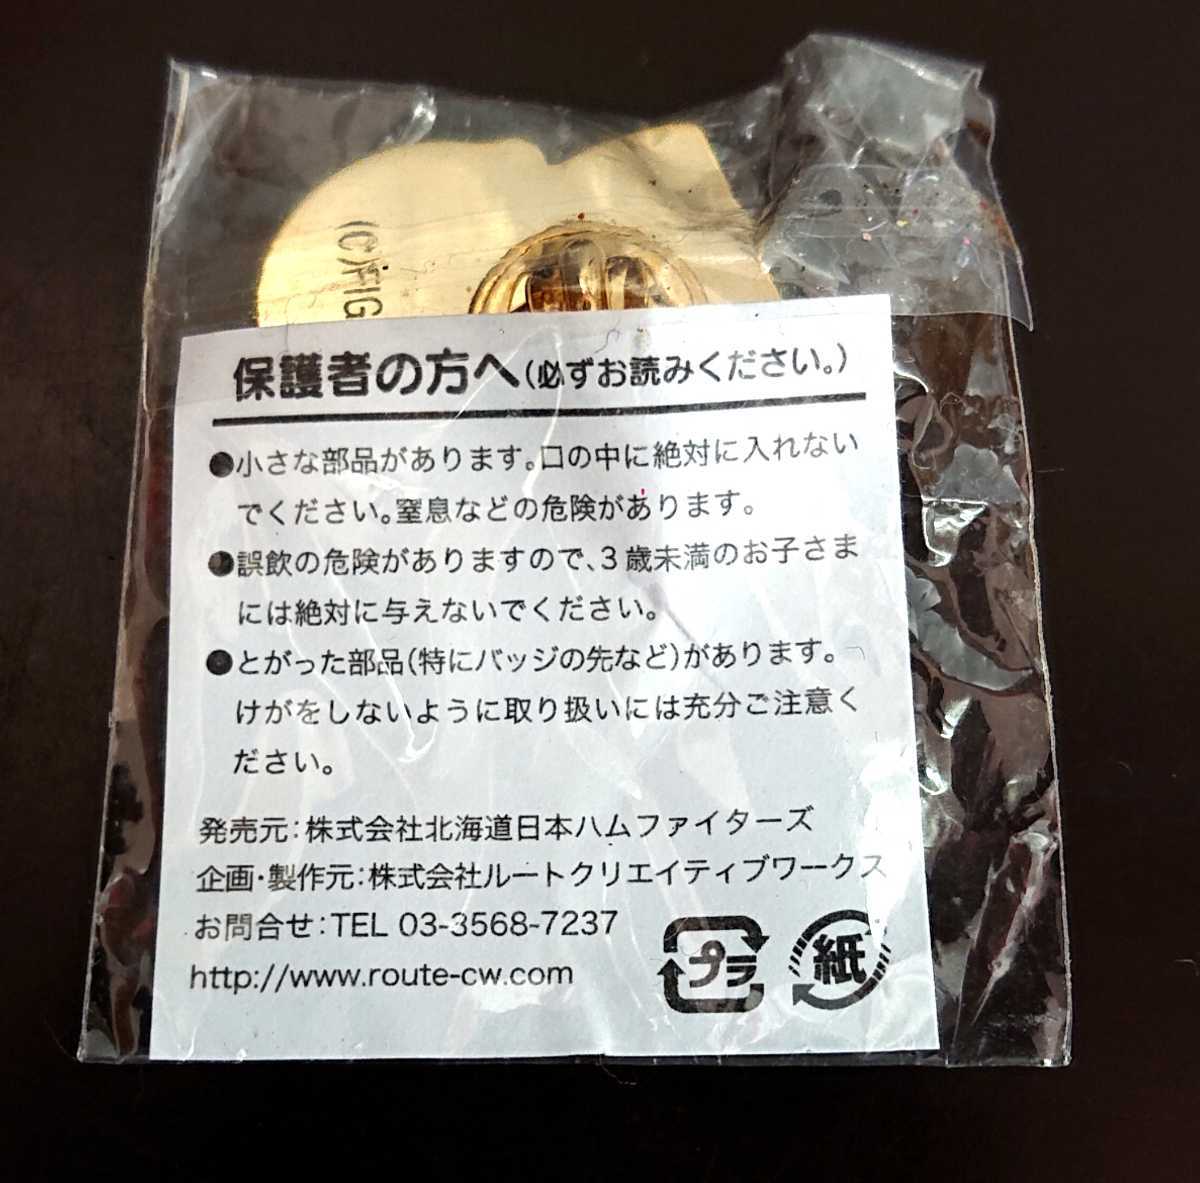 (C)FIG
保護者の方へ(必ずお読みください。)
●小さな部品があります。口の中に絶対に入れない
でください。窒息などの危険があります。
●誤飲の危険がありますので、3歳未満のお子さま
には絶対に与えないでください。
●とがった部品(特にバッジの先など)があります。
けがをしないように取り扱いには充分ご注意く
ださい。
発売元:株式会社北海道日本ハムファイターズ
企画・製作元:株式会社ルートクリエイティブワークス
お問合せ:TEL 03-3568-7237
http://www.route-cw.com
プラ
紙